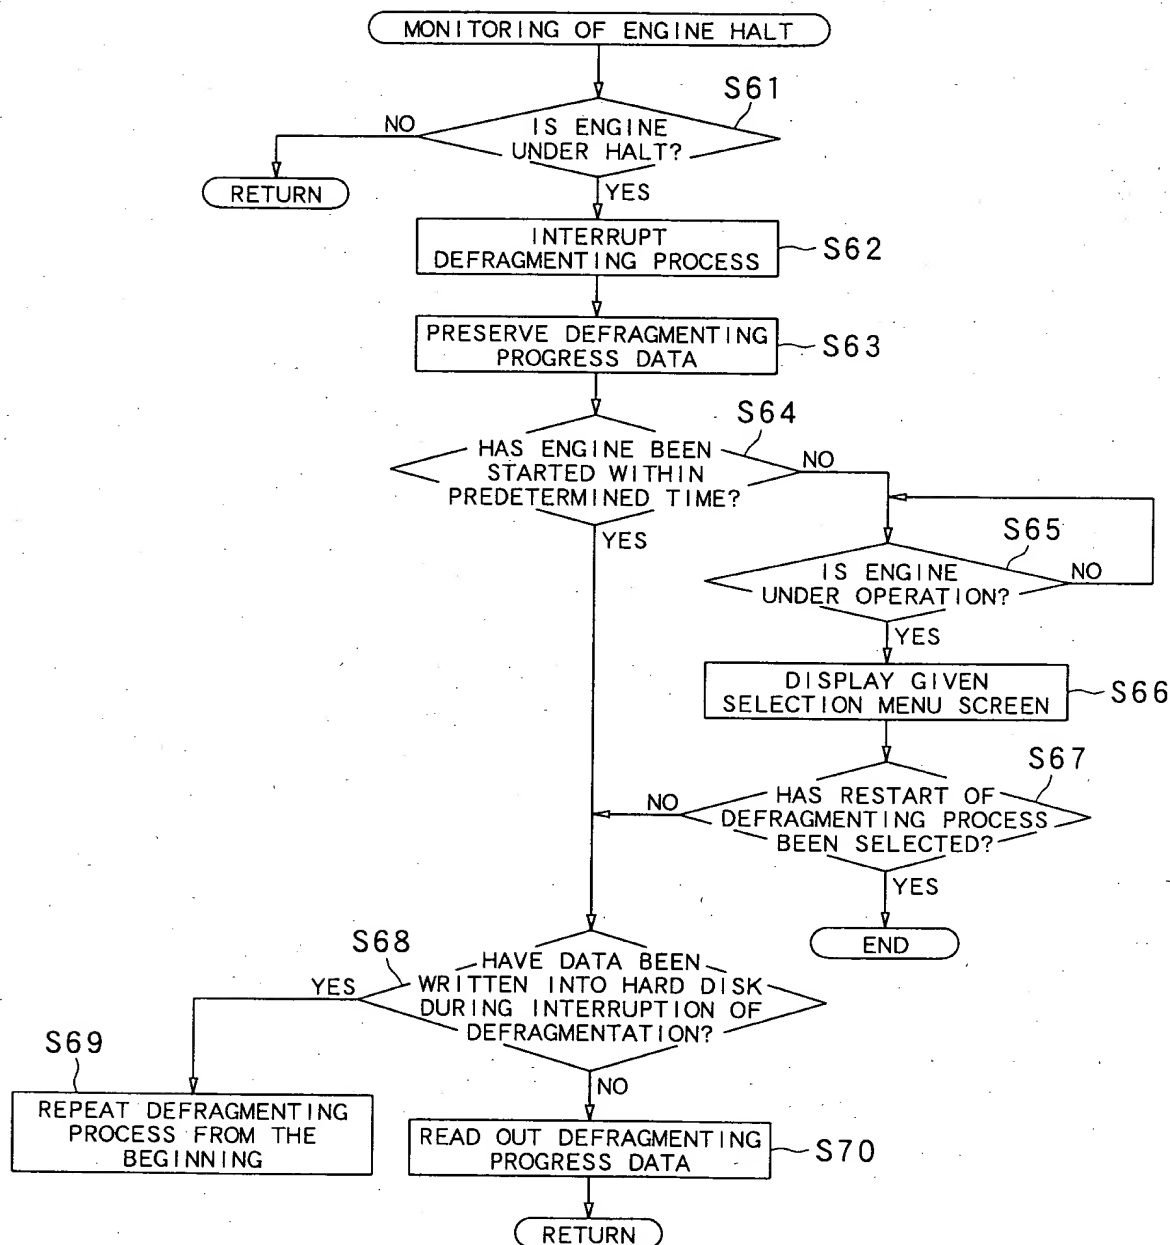 MONITORING OF ENGINE HALT
S61
NO
IS ENGINE
UNDER HALT?
RETURN
YES
INTERRUPT
DEFRAGMENTING PROCESS
S62
PRESERVE DEFRAGMENTING
PROGRESS DATA
S63
S64
HAS ENGINE BEEN
STARTED WITHIN
PREDETERMINED TIME?
NO
YES
S65
IS ENGINE
UNDER OPERATION?
NO
YES
DISPLAY GIVEN
SELECTION MENU SCREEN
S66
S67
NO
HAS RESTART OF
DEFRAGMENTING PROCESS
BEEN SELECTED?
YES
END
S68
YES
HAVE DATA BEEN
WRITTEN INTO HARD DISK
DURING INTERRUPTION OF
DEFRAGMENTATION?
S69
NO
REPEAT DEFRAGMENTING
PROCESS FROM THE
BEGINNING
READ OUT DEFRAGMENTING
PROGRESS DATA
S70
RETURN